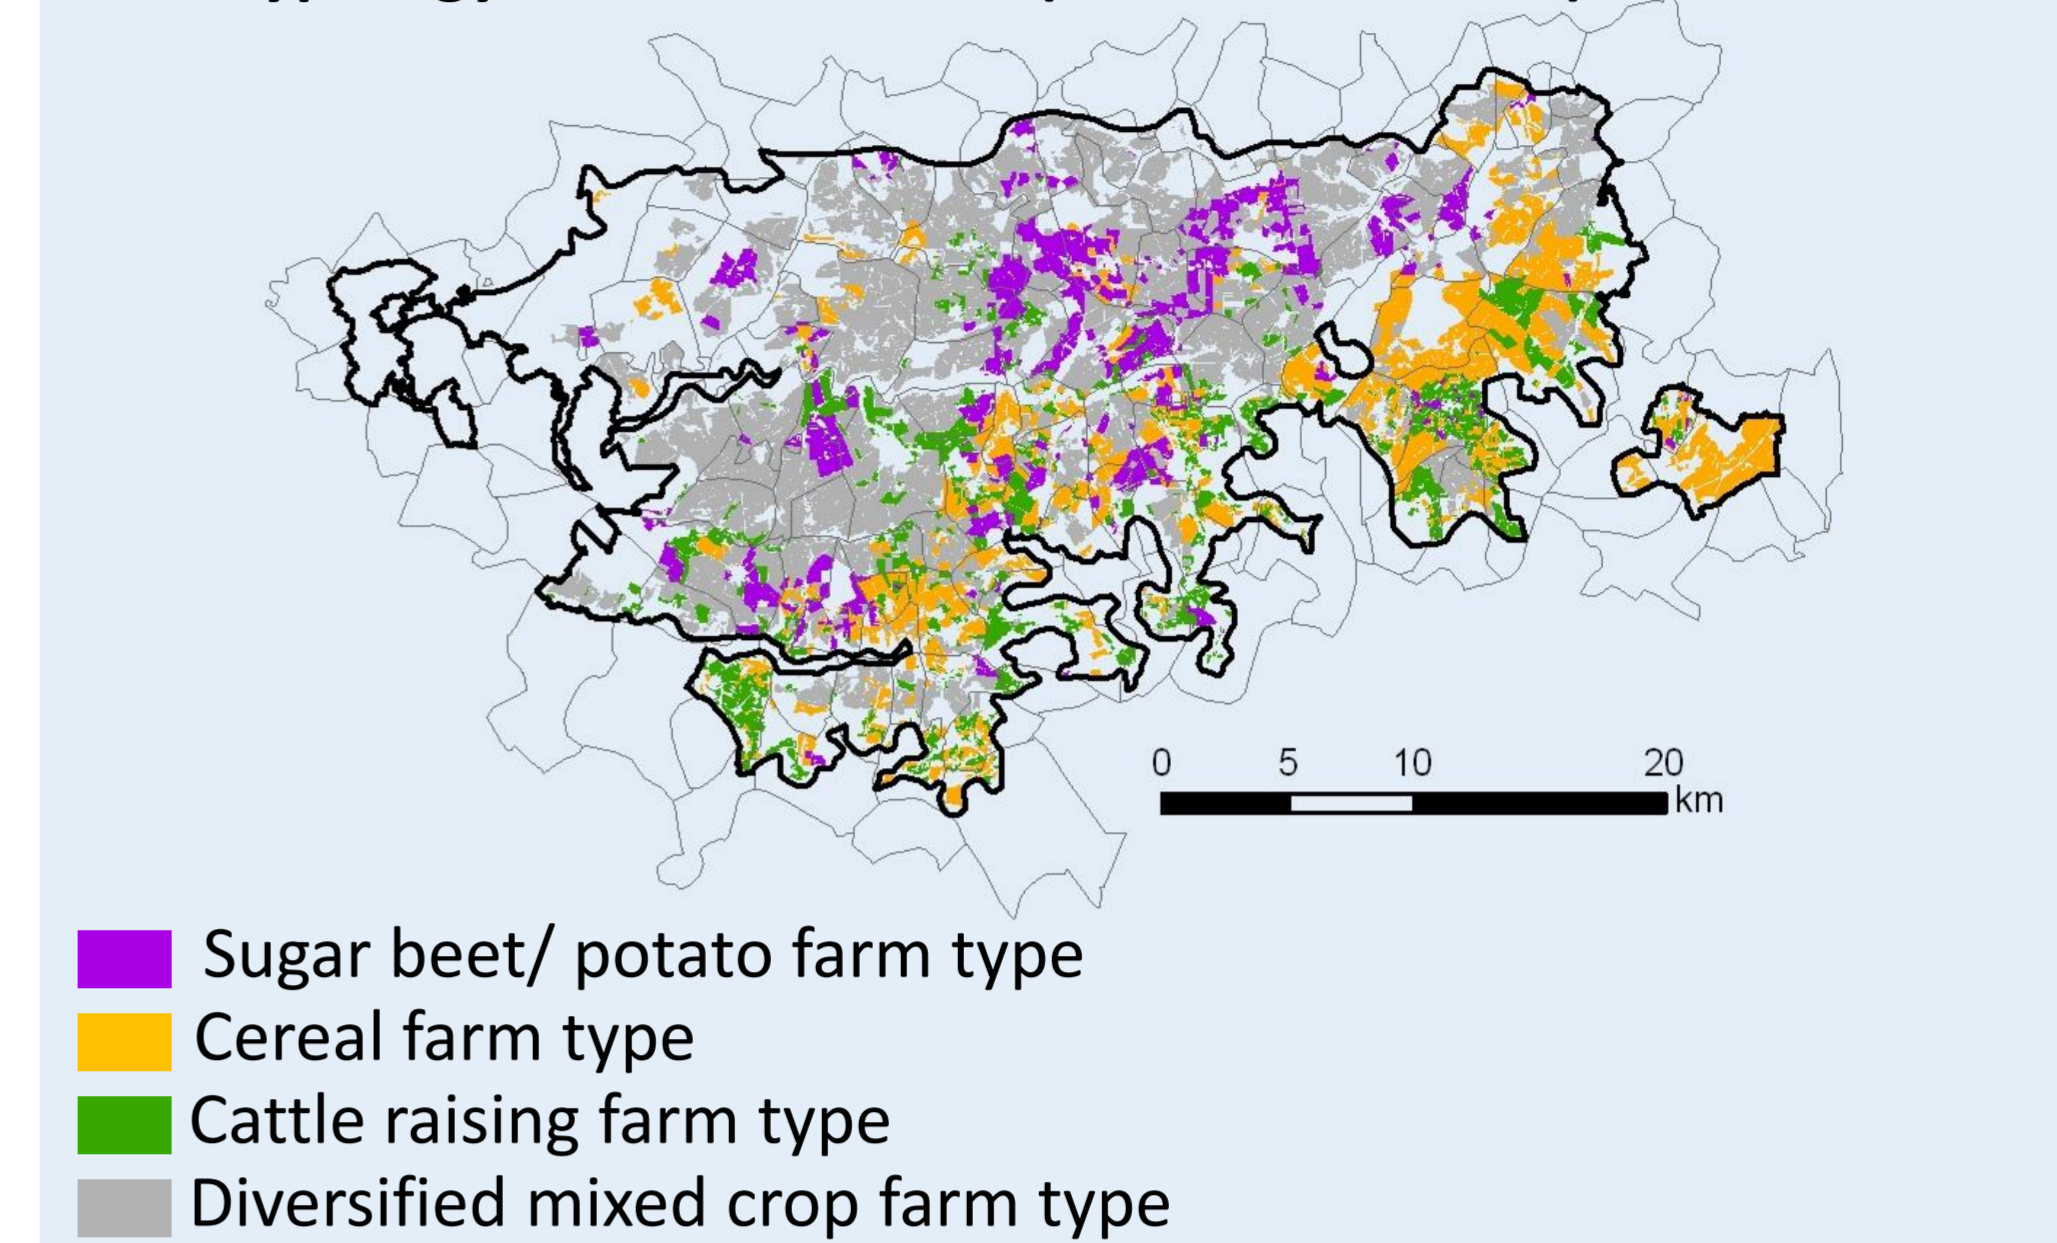 0 5 10 20
km
Sugar beet/ potato farm type
Cereal farm type
Cattle raising farm type
Diversified mixed crop farm type